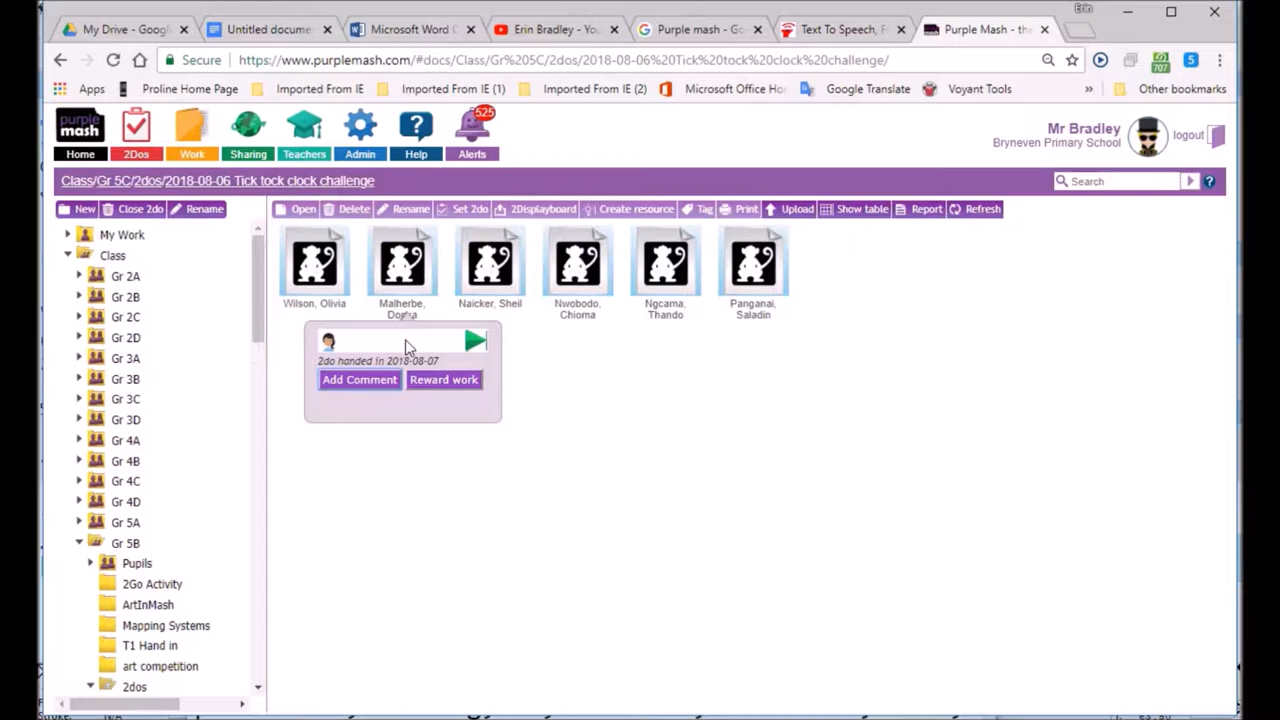 Erin
My Drive - Googl
Untitled docume
Microsoft Word C
Erin Bradley - You
Purple mash - Go
Text To Speech, F
Purple Mash - the
Secure
https://www.purplemash.com/#docs/Class/Gr%205C/2dos/2018-08-06%20Tick%20tock%20clock%20challenge/
707
5
Apps
Proline Home Page
Imported From IE
Imported From IE (1)
Imported From IE (2)
Microsoft Office Ho
Google Translate
Voyant Tools
»
Other bookmarks
purple mash
525
Home
2Dos
Work
Sharing
Teachers
Admin
Help
Alerts
Mr Bradley
Bryneven Primary School
logout
Class/Gr 5C/2dos/2018-08-06 Tick tock clock challenge
Search
?
New
Close 2do
Rename
Open
Delete
Rename
Set 2do
2Displayboard
Create resource
Tag
Print
Upload
Show table
Report
Refresh
My Work
Class
Gr 2A
Gr 2B
Gr 2C
Gr 2D
Gr 3A
Gr 3B
Gr 3C
Gr 3D
Gr 4A
Gr 4B
Gr 4C
Gr 4D
Gr 5A
Gr 5B
Pupils
2Go Activity
ArtInMash
Mapping Systems
T1 Hand in
art competition
2dos
Wilson, Olivia
Malherbe,
Naicker, Sheil
Nwobodo,
Chioma
Ngcama,
Thando
Panganai,
Saladin
2do handed in 2018-08-07
Add Comment
Reward work
N/A